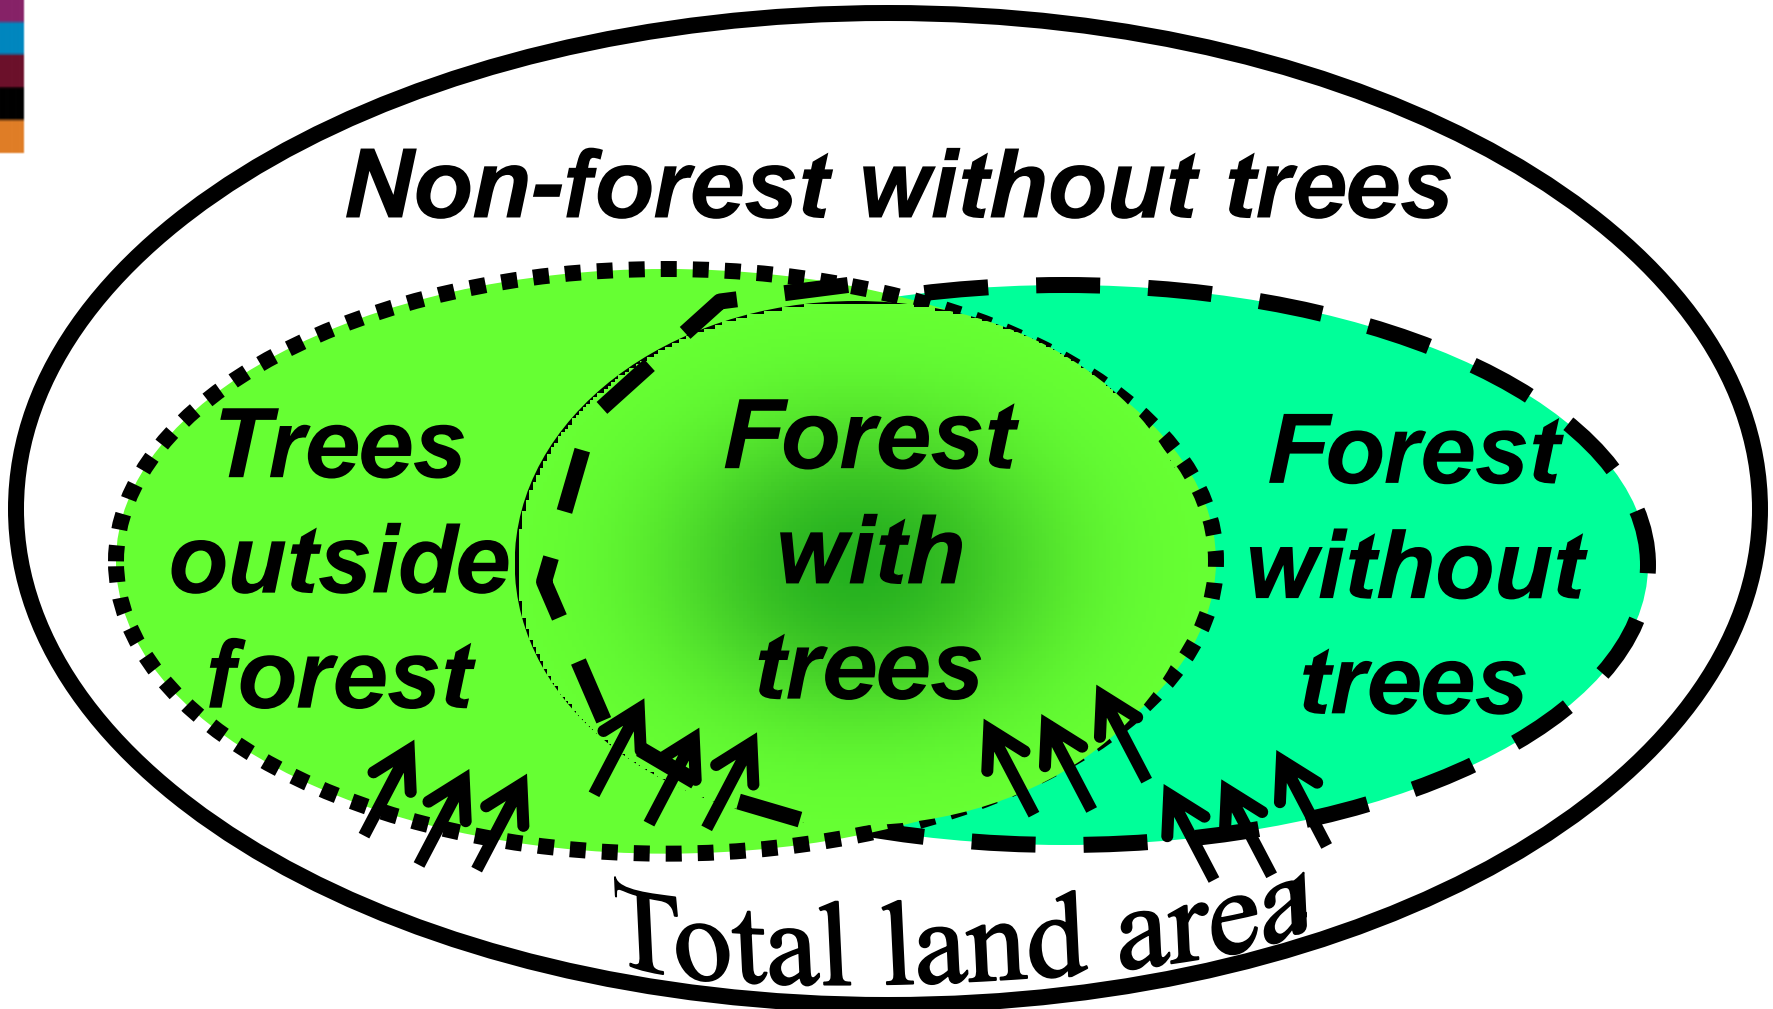 Non-forest without trees
Trees
outside
forest
Forest
with
trees
Forest
without
trees
Total land area